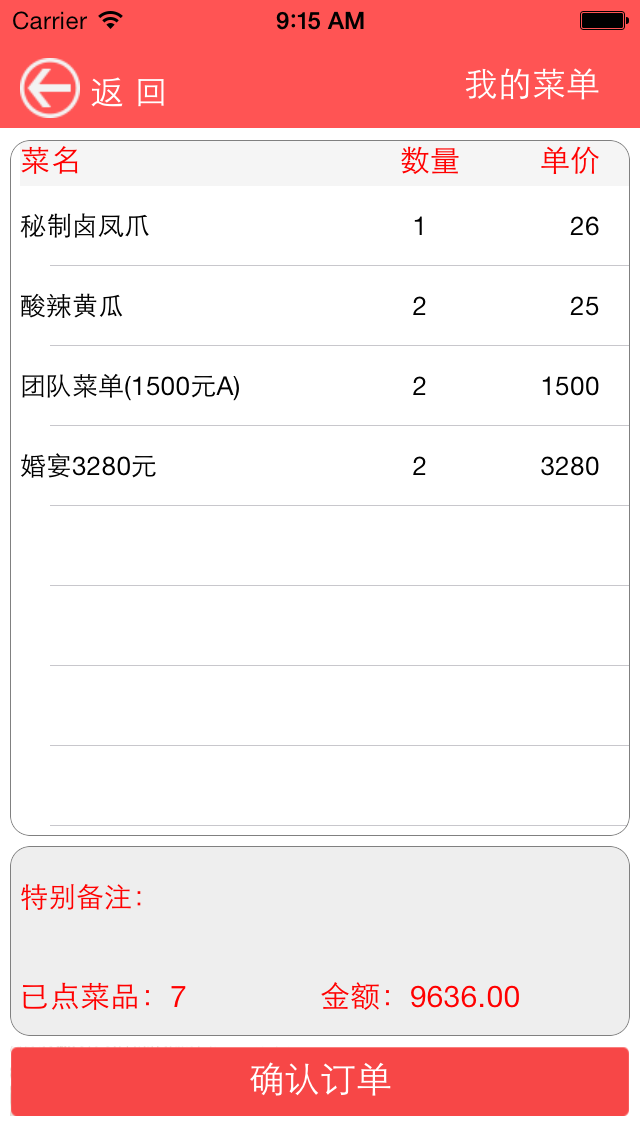 Carrier 9:15 AM
返 回 我的菜单
菜名 数量 单价
秘制卤凤爪 1 26
酸辣黄瓜 2 25
团队菜单(1500元A) 2 1500
婚宴3280元 2 3280
特别备注：
已点菜品：7 金额：9636.00
确认订单